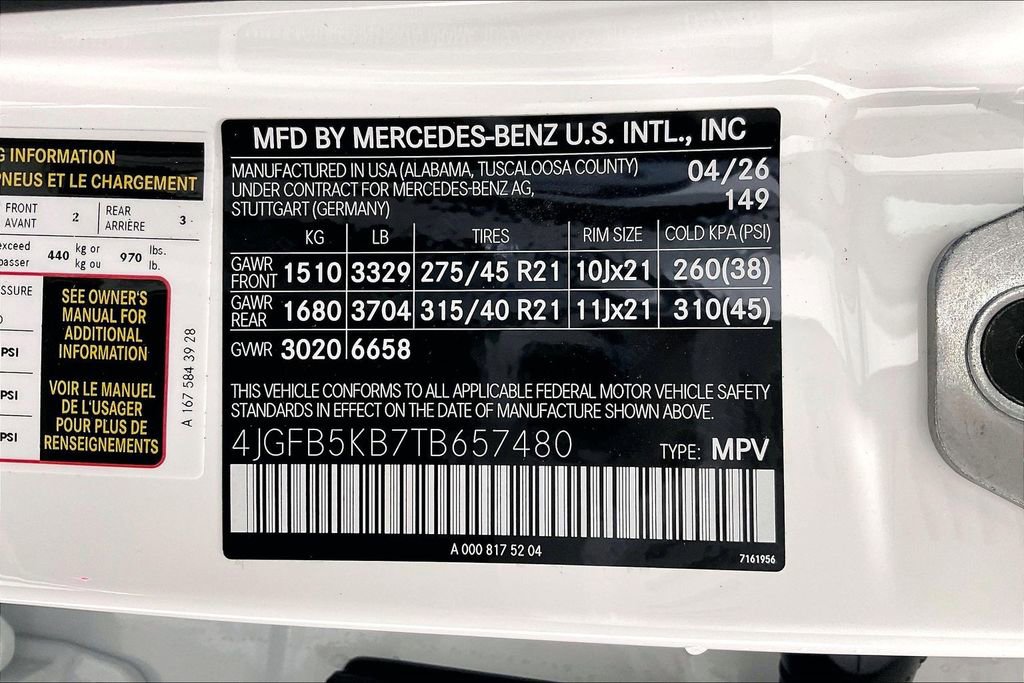 G INFORMATION
PNEUS ET LE CHARGEMENT
FRONT AVANT 2 REAR ARRIÈRE 3
exceed
passer 440 kg or kg ou 970 lbs. lb.
SSURE
PSI
PSI
PSI
SEE OWNER'S
MANUAL FOR
ADDITIONAL
INFORMATION
VOIR LE MANUEL
DE L'USAGER
POUR PLUS DE
RENSEIGNEMENTS
A 167 584 39 28
MFD BY MERCEDES-BENZ U.S. INTL., INC
MANUFACTURED IN USA (ALABAMA, TUSCALOOSA COUNTY) 04/26
UNDER CONTRACT FOR MERCEDES-BENZ AG, 149
STUTTGART (GERMANY)
KG LB TIRES RIM SIZE COLD KPA (PSI)
GAWR FRONT 1510 3329 275/45 R21 10Jx21 260(38)
GAWR REAR 1680 3704 315/40 R21 11Jx21 310(45)
GVWR 3020 6658
THIS VEHICLE CONFORMS TO ALL APPLICABLE FEDERAL MOTOR VEHICLE SAFETY
STANDARDS IN EFFECT ON THE DATE OF MANUFACTURE SHOWN ABOVE.
4JGFB5KB7TB657480 TYPE: MPV
A 000 817 52 04
7161956